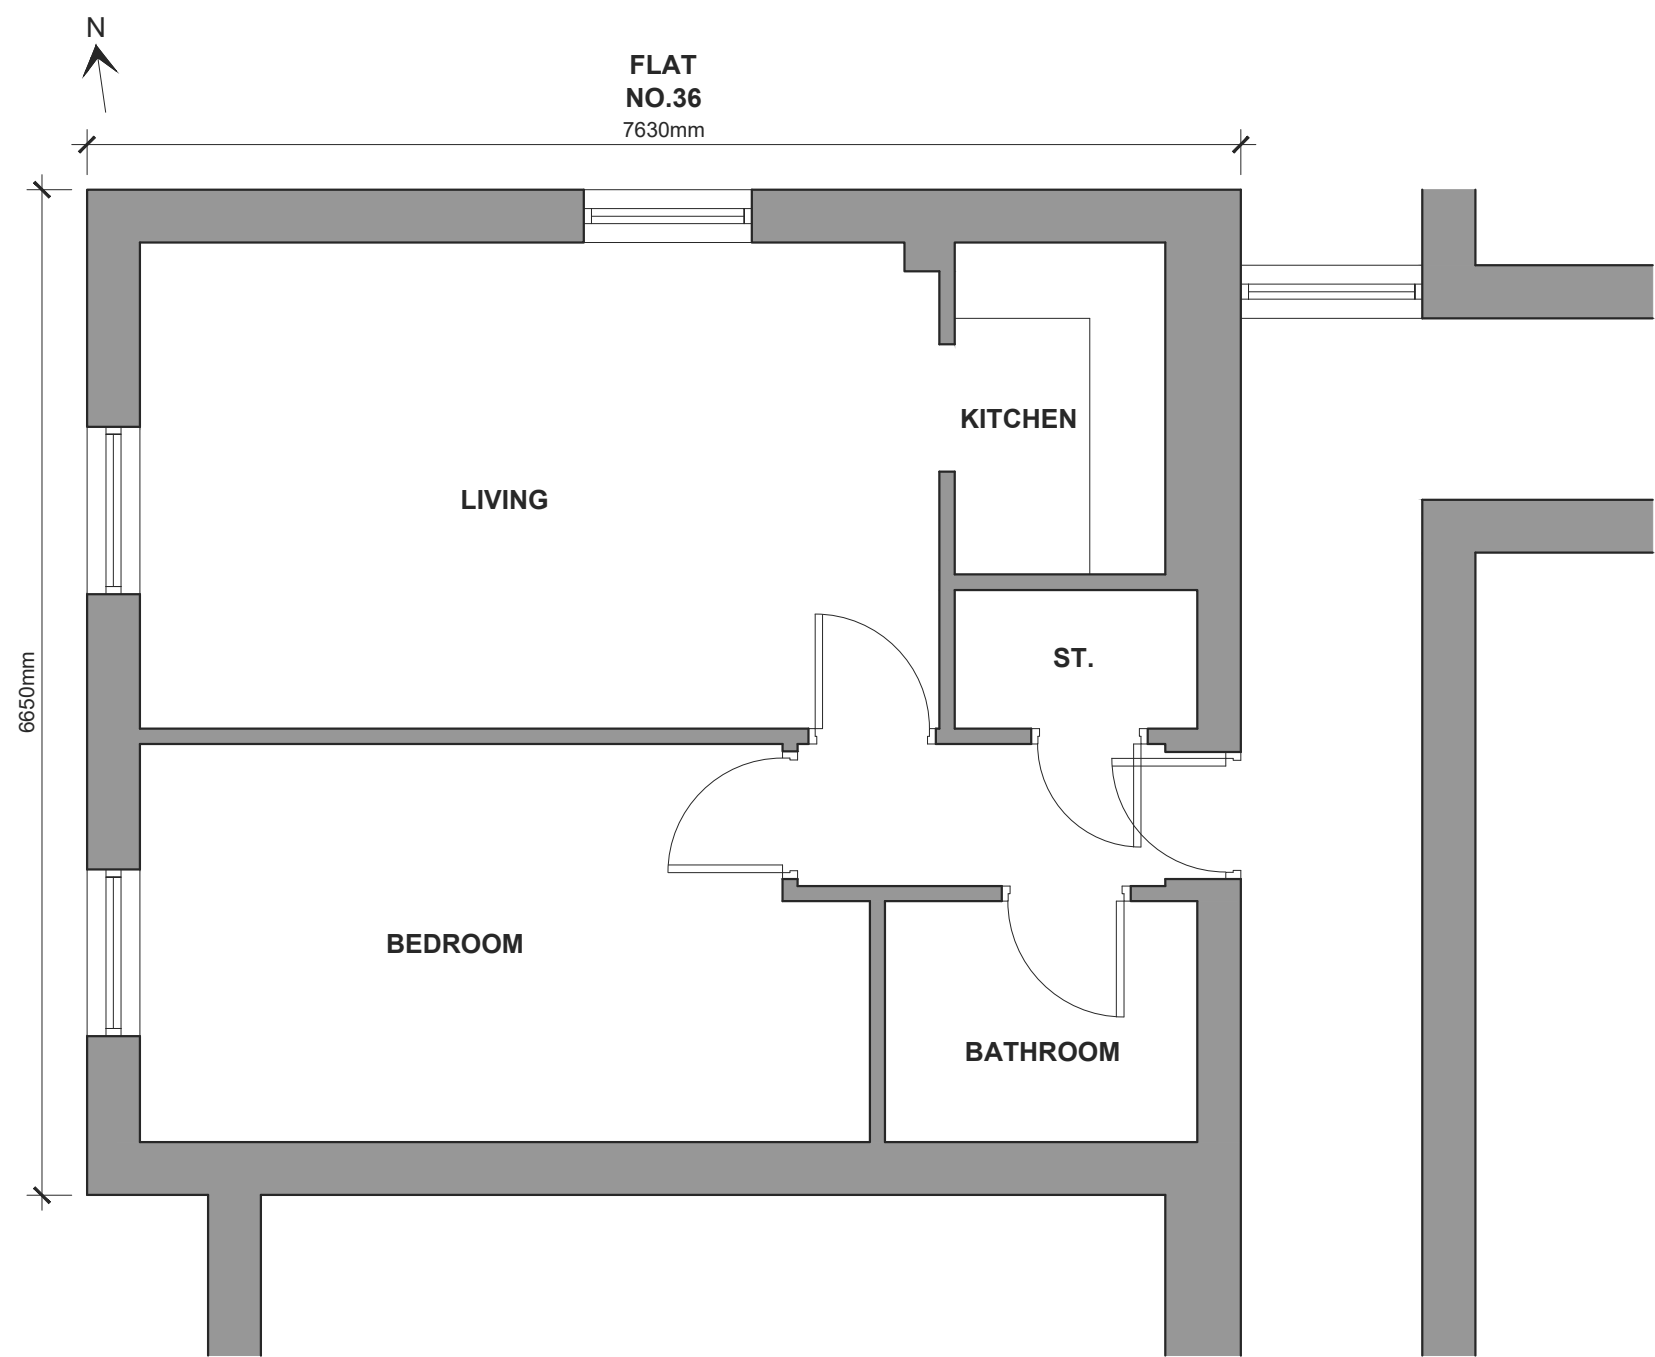 N
FLAT
NO.36
7630mm
KITCHEN
LIVING
ST.
6650mm
BEDROOM
BATHROOM